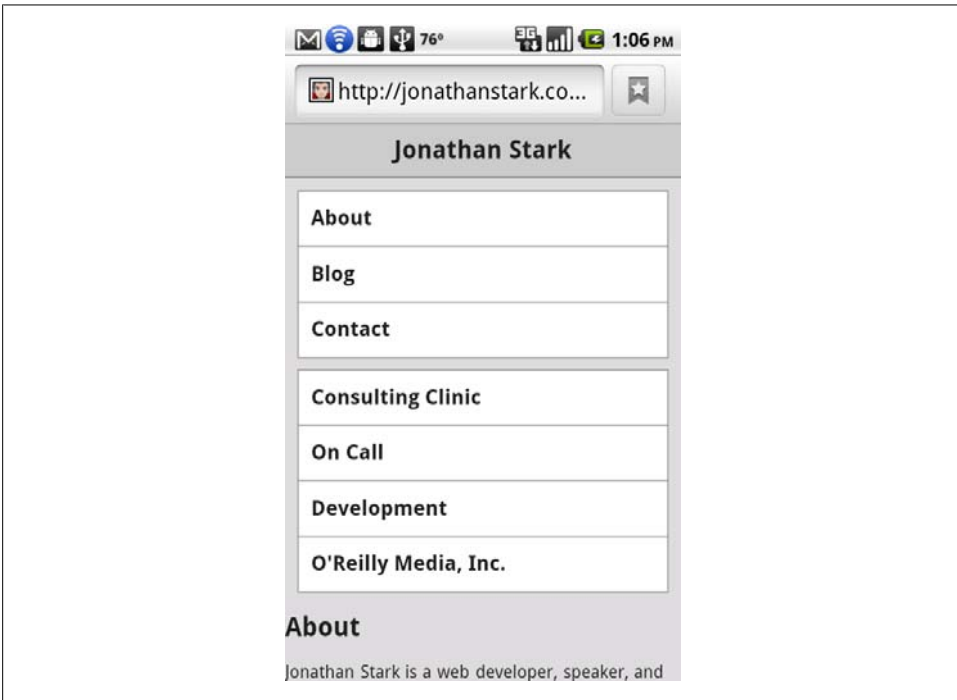 76° 3G 1:06 PM
http://jonathanstark.co...
Jonathan Stark
About
Blog
Contact
Consulting Clinic
On Call
Development
O'Reilly Media, Inc.
About
Jonathan Stark is a web developer, speaker, and